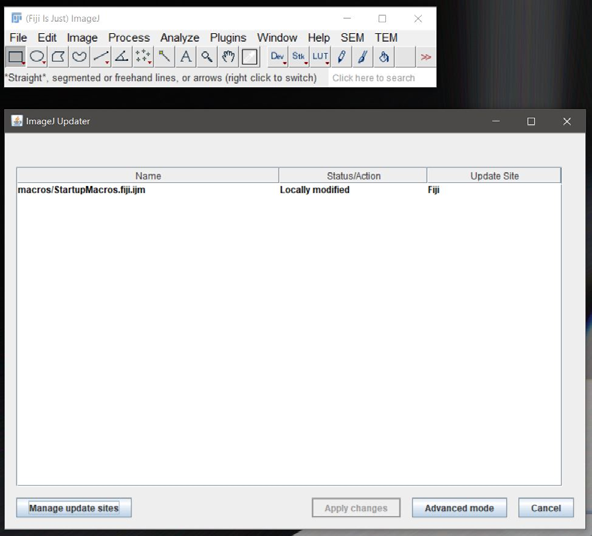 (Fiji Is Just) ImageJ
File Edit Image Process Analyze Plugins Window Help SEM TEM
A Dev Stk LUT >>
*Straight*, segmented or freehand lines, or arrows (right click to switch) Click here to search
ImageJ Updater
Name Status/Action Update Site
macros/StartupMacros.fiji.ijm Locally modified Fiji
Manage update sites Apply changes Advanced mode Cancel